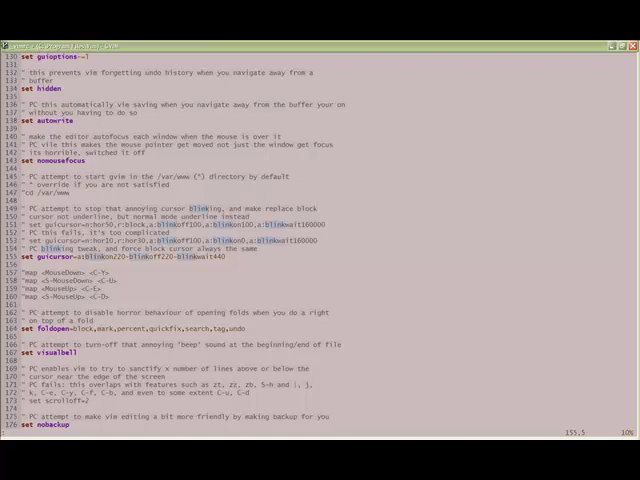 130 set guioptions-=l
131
132 " this prevents vim forgetting undo history when you navigate away from a
133 " buffer
134 set hidden
135
136 " PC this automatically vim saving when you navigate away from the buffer your on
137 " without you having to do so
138 set autowrite
139
140 " make the editor autofocus each window when the mouse is over it
141 " PC vile this makes the mouse pointer get moved not just the window get focus
142 " its horrible, switched it off
143 set nomousefocus
144
145 " PC attempt to start gvim in the /var/www (^) directory by default
146 " ^ override if you are not satisfied
147 "cd /var/www
148
149 " PC attempt to stop that annoying cursor blinking, and make replace block
150 " cursor not underline, but normal mode underline instead
151 " set guicursor=n:hor50,r:block,a:blinkoff100,a:blinkon100,a:blinkwait160000
152 " PC this fails, it's too complicated
153 " set guicursor=n:hor10,r:hor30,a:blinkoff100,a:blinkon0,a:blinkwait160000
154 " PC blinking tweak, and force block cursor always the same
155 set guicursor=a:blinkon220-blinkoff220-blinkwait440
156
157 "map <MouseDown> <C-Y>
158 "map <S-MouseDown> <C-U>
159 "map <MouseUp> <C-E>
160 "map <S-MouseUp> <C-D>
161
162 " PC attempt to disable horror behaviour of opening folds when you do a right
163 " on top of a fold
164 set foldopen=block,mark,percent,quickfix,search,tag,undo
165
166 " PC attempt to turn-off that annoying 'beep' sound at the beginning/end of file
167 set visualbell
168
169 " PC enables vim to try to sanctify x number of lines above or below the
170 " cursor near the edge of the screen
171 " PC fails: this overlaps with features such as zt, zz, zb, S-h and |, j,
172 " k, C-e, C-y, C-f, C-b, and even to some extent C-u, C-d
173 " set scrolloff=2
174
175 " PC attempt to make vim editing a bit more friendly by making backup for you
176 set nobackup
155,5 10%